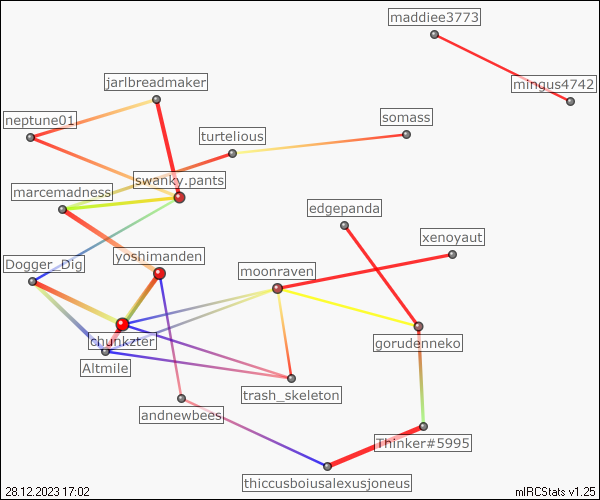 maddiee3773
jarlbreadmaker
mingus4742
neptune01
somass
turtelious
swanky.pants
marcemadness
edgepanda
xenoyaut
yoshimanden
Dogger_Dig
moonraven
chunkzter
gorudenneko
Altmile
trash_skeleton
andnewbees
Thinker#5995
thiccusboiusalexusjoneus
28.12.2023 17:02
mIRCStats v1.25